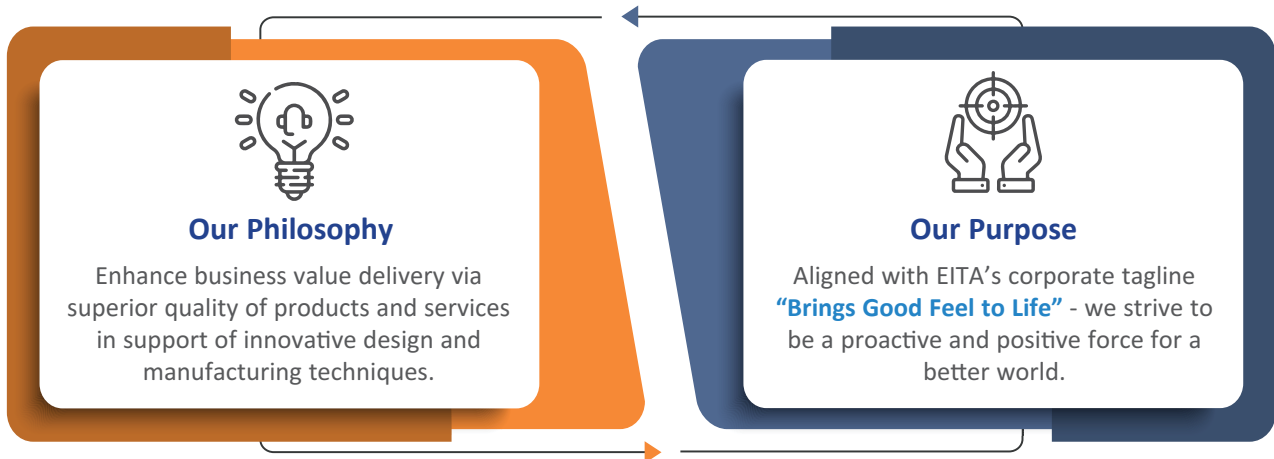 Our Philosophy
Enhance business value delivery via
superior quality of products and services
in support of innovative design and
manufacturing techniques.
Our Purpose
Aligned with EITA’s corporate tagline
“Brings Good Feel to Life” - we strive to
be a proactive and positive force for a
better world.